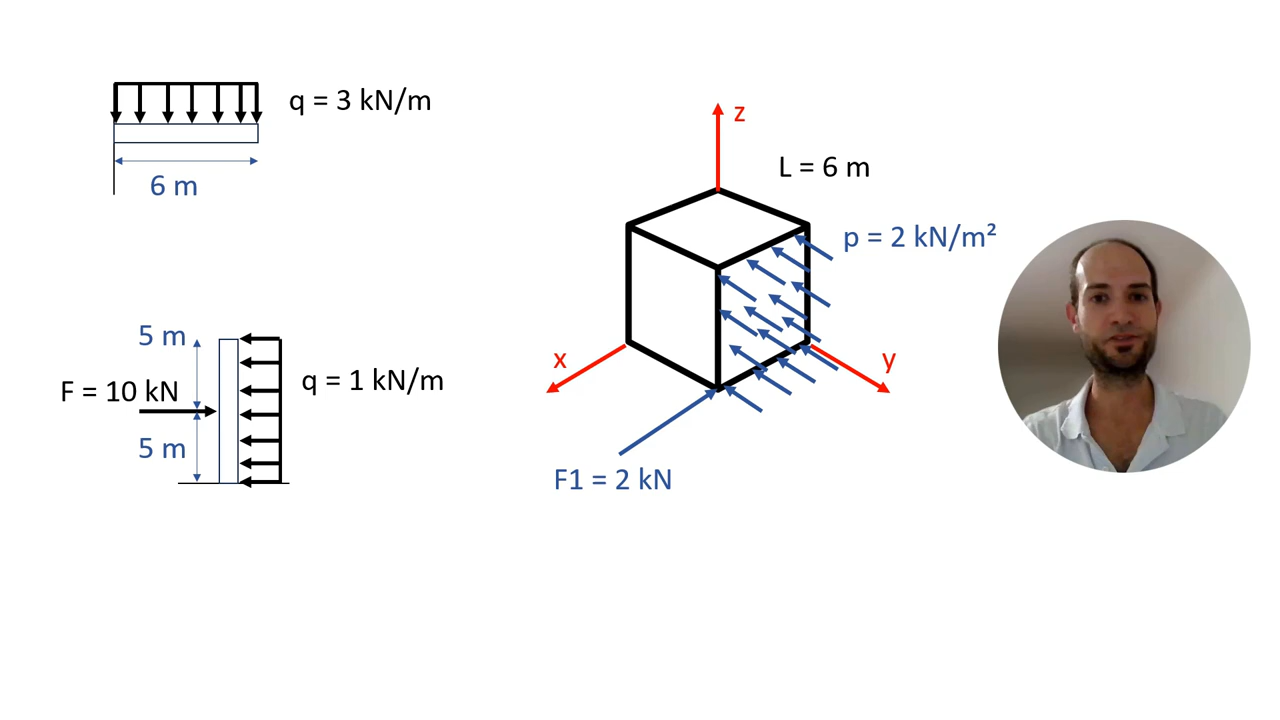 q = 3 kN/m
6 m
z
L = 6 m
p = 2 kN/m²
5 m
F = 10 kN
q = 1 kN/m
5 m
x
y
F1 = 2 kN